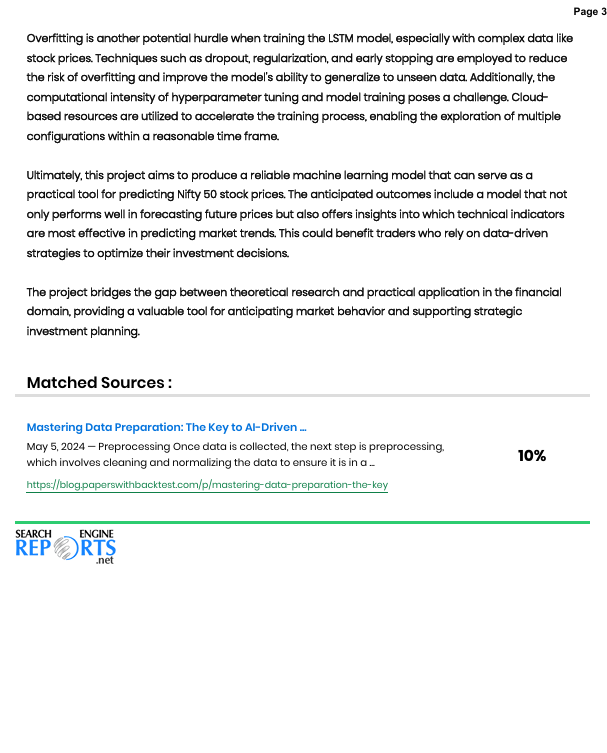 Page 3
Overfitting is another potential hurdle when training the LSTM model, especially with complex data like
stock prices. Techniques such as dropout, regularization, and early stopping are employed to reduce
the risk of overfitting and improve the model's ability to generalize to unseen data. Additionally, the
computational intensity of hyperparameter tuning and model training poses a challenge. Cloud-
based resources are utilized to accelerate the training process, enabling the exploration of multiple
configurations within a reasonable time frame.
Ultimately, this project aims to produce a reliable machine learning model that can serve as a
practical tool for predicting Nifty 50 stock prices. The anticipated outcomes include a model that not
only performs well in forecasting future prices but also offers insights into which technical indicators
are most effective in predicting market trends. This could benefit traders who rely on data-driven
strategies to optimize their investment decisions.
The project bridges the gap between theoretical research and practical application in the financial
domain, providing a valuable tool for anticipating market behavior and supporting strategic
investment planning.
Matched Sources :
Mastering Data Preparation: The Key to AI-Driven ...
May 5, 2024 — Preprocessing Once data is collected, the next step is preprocessing,
which involves cleaning and normalizing the data to ensure it is in a ...
10%
https://blog.paperswithbacktest.com/p/mastering-data-preparation-the-key
SEARCH ENGINE
REPORTS
.net